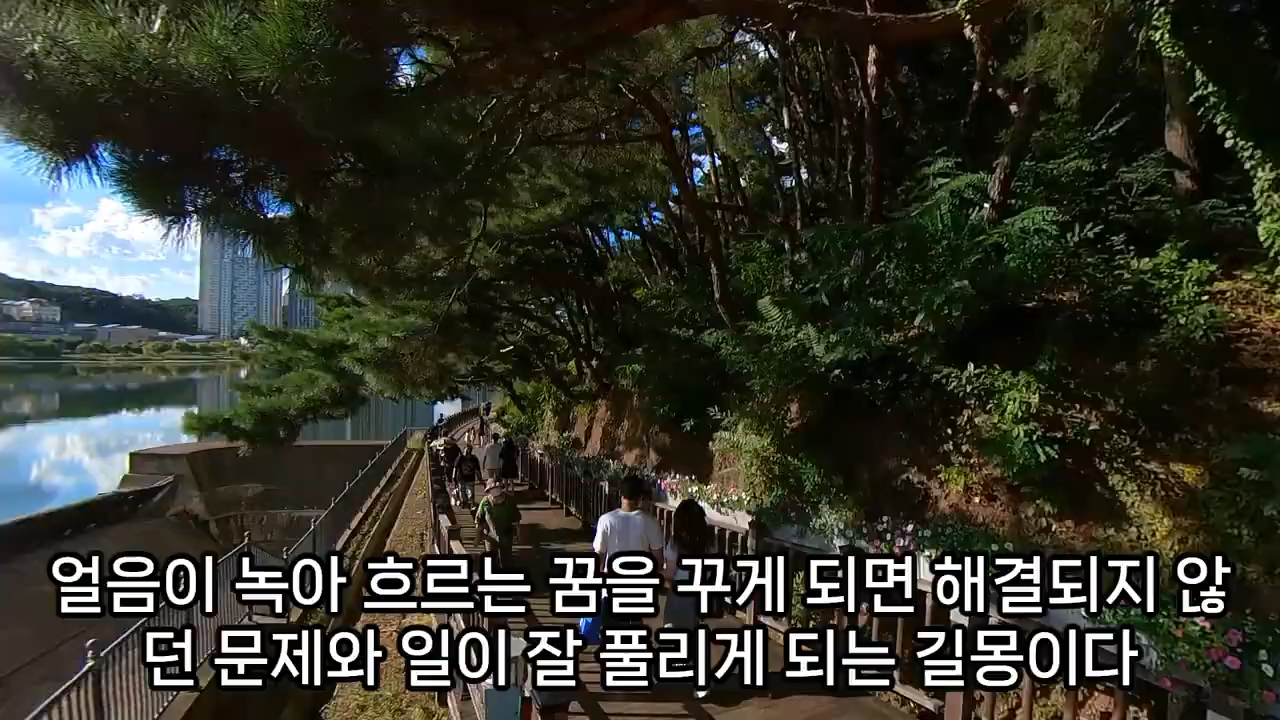 얼음이 녹아 흐르는 꿈을 꾸게 되면 해결되지 않
던 문제와 일이 잘 풀리게 되는 길몽이다